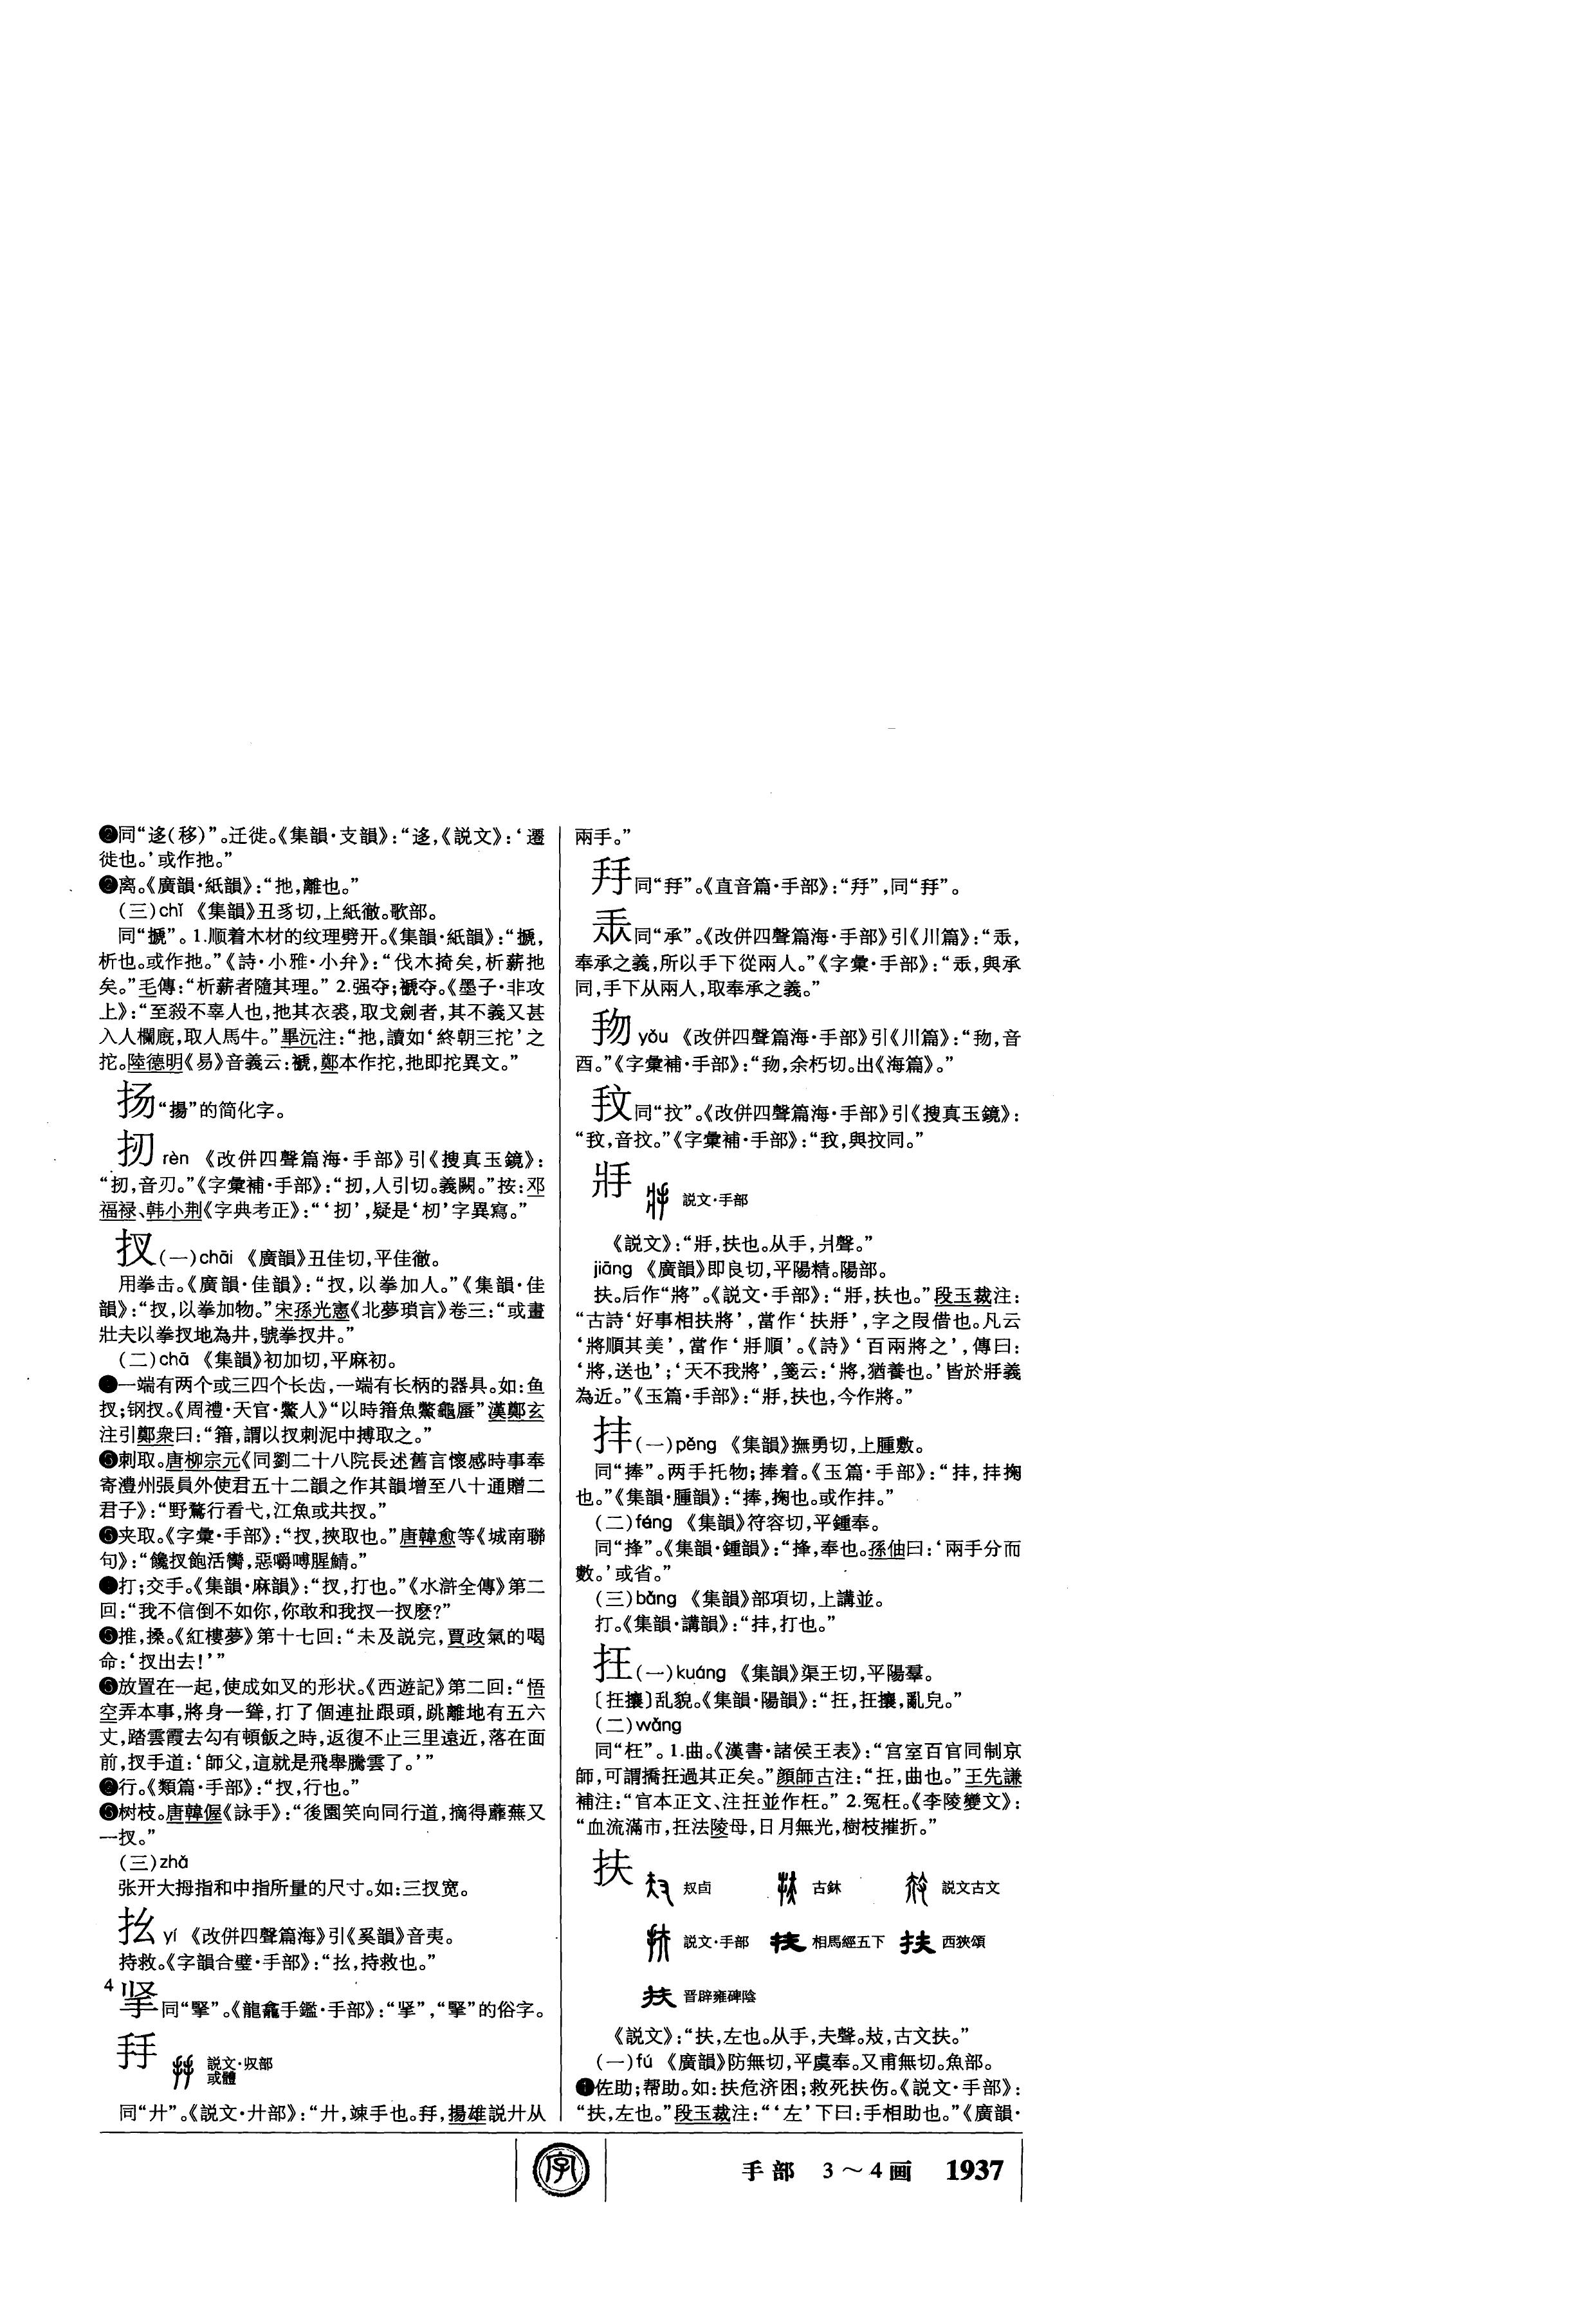 ❷同“迻(移)”。迁徙。《集韻·支韻》：“迻，《説文》：‘遷
徙也。’或作扡。”
❷离。《廣韻·紙韻》：“扡，離也。”
(三)chǐ 《集韻》丑豸切，上紙徹。歌部。
同“搋”。1.顺着木材的纹理劈开。《集韻·紙韻》：“搋，
析也。或作扡。”《詩·小雅·小弁》：“伐木掎矣，析薪扡
矣。”毛傳：“析薪者隨其理。” 2.强夺；褫夺。《墨子·非攻
上》：“至殺不辜人也，扡其衣裘，取戈劍者，其不義又甚
入人欄廄，取人馬牛。”畢沅注：“扡，讀如‘終朝三拕’之
拕。陸德明《易》音義云：褫，鄭本作拕，扡即拕異文。”
扬“揚”的简化字。
扨 rèn 《改併四聲篇海·手部》引《搜真玉鏡》：
“扨，音刃。”《字彙補·手部》：“扨，人引切。義闕。”按：邓
福禄、韩小荆《字典考正》：“‘扨’，疑是‘杒’字異寫。”
扠(一)chāi 《廣韻》丑佳切，平佳徹。
用拳击。《廣韻·佳韻》：“扠，以拳加人。”《集韻·佳
韻》：“扠，以拳加物。”宋孫光憲《北夢瑣言》卷三：“或畫
壯夫以拳扠地為井，號拳扠井。”
(二)chā 《集韻》初加切，平麻初。
●一端有两个或三四个长齿，一端有长柄的器具。如：鱼
扠；钢扠。《周禮·天官·鱉人》“以時籍魚鱉龜蜃”漢鄭玄
注引鄭衆曰：“籍，謂以扠刺泥中搏取之。”
❺刺取。唐柳宗元《同劉二十八院長述舊言懷感時事奉
寄澧州張員外使君五十二韻之作其韻增至八十通贈二
君子》：“野鶩行看弋，江魚或共扠。”
❺夹取。《字彙·手部》：“扠，挾取也。”唐韓愈等《城南聯
句》：“饞扠飽活臠，惡嚼嚩腥鯖。”
●打；交手。《集韻·麻韻》：“扠，打也。”《水滸全傳》第二
回：“我不信倒不如你，你敢和我扠一扠麽？”
❺推，搡。《紅樓夢》第十七回：“未及説完，賈政氣的喝
命：‘扠出去！’”
❺放置在一起，使成如叉的形状。《西遊記》第二回：“悟
空弄本事，將身一聳，打了個連扯跟頭，跳離地有五六
丈，踏雲霞去勾有頓飯之時，返復不止三里遠近，落在面
前，扠手道：‘師父，這就是飛舉騰雲了。’”
❷行。《類篇·手部》：“扠，行也。”
❸树枝。唐韓偓《詠手》：“後園笑向同行道，摘得蘼蕪又
一扠。”
(三)zhǎ
张开大拇指和中指所量的尺寸。如：三扠宽。
㧅 yí 《改併四聲篇海》引《奚韻》音夷。
持救。《字韻合璧·手部》：“㧅，持救也。”
4
掔同“掔”。《龍龕手鑑·手部》：“”，“”的俗字。
𢪒 説文·収部
或體
同“廾”。《説文·廾部》：“廾，竦手也。𢪒，揚雄説廾从
兩手。”
同“𢪒”。《直音篇·手部》：“”，同“𢪒”。
同“承”。《改併四聲篇海·手部》引《川篇》：“，
奉承之義，所以手下從兩人。”《字彙·手部》：“，與承
同，手下从兩人，取奉承之義。”
yǒu 《改併四聲篇海·手部》引《川篇》：“，音
酉。”《字彙補·手部》：“，余朽切。出《海篇》。”
同“抆”。《改併四聲篇海·手部》引《搜真玉鏡》：
“，音抆。”《字彙補·手部》：“，與抆同。”
𢪇 説文·手部
《説文》：“𢪇，扶也。从手，爿聲。”
jiāng 《廣韻》即良切，平陽精。陽部。
扶。后作“將”。《説文·手部》：“𢪇，扶也。”段玉裁注：
“古詩‘好事相扶將’，當作‘扶𢪇’，字之叚借也。凡云
‘將順其美’，當作‘𢪇順’。《詩》‘百兩將之’，傳曰：
‘將，送也’；‘天不我將’，箋云：‘將，猶養也。’皆於𢪇義
為近。”《玉篇·手部》：“𢪇，扶也，今作將。”
㧍(一)pěng 《集韻》撫勇切，上腫敷。
同“捧”。两手托物；捧着。《玉篇·手部》：“㧍，㧍掬
也。”《集韻·腫韻》：“捧，掬也。或作㧍。”
(二)féng 《集韻》符容切，平鍾奉。
同“捀”。《集韻·鍾韻》：“捀，奉也。孫伷曰：‘兩手分而
數。’或省。”
(三)bǎng 《集韻》部項切，上講並。
打。《集韻·講韻》：“㧍，打也。”
抂(一)kuáng 《集韻》渠王切，平陽羣。
〔抂攘〕乱貌。《集韻·陽韻》：“抂，抂攘，亂皃。”
(二)wǎng
同“枉”。1.曲。《漢書·諸侯王表》：“宫室百官同制京
師，可謂撟抂過其正矣。”顔師古注：“抂，曲也。”王先謙
補注：“官本正文、注抂並作枉。” 2.冤枉。《李陵變文》：
“血流滿市，抂法陵母，日月無光，樹枝摧折。”
扶 㕜卣 古鉨 説文古文
説文·手部 相馬經五下 西狹頌
晋辟雍碑陰
《説文》：“扶，左也。从手，夫聲。㚘，古文扶。”
(一)fú 《廣韻》防無切，平虞奉。又甫無切。魚部。
❶佐助；帮助。如：扶危济困；救死扶伤。《説文·手部》：
“扶，左也。”段玉裁注：“‘左’下曰：手相助也。”《廣韻·
字
手部 3～4画 1937